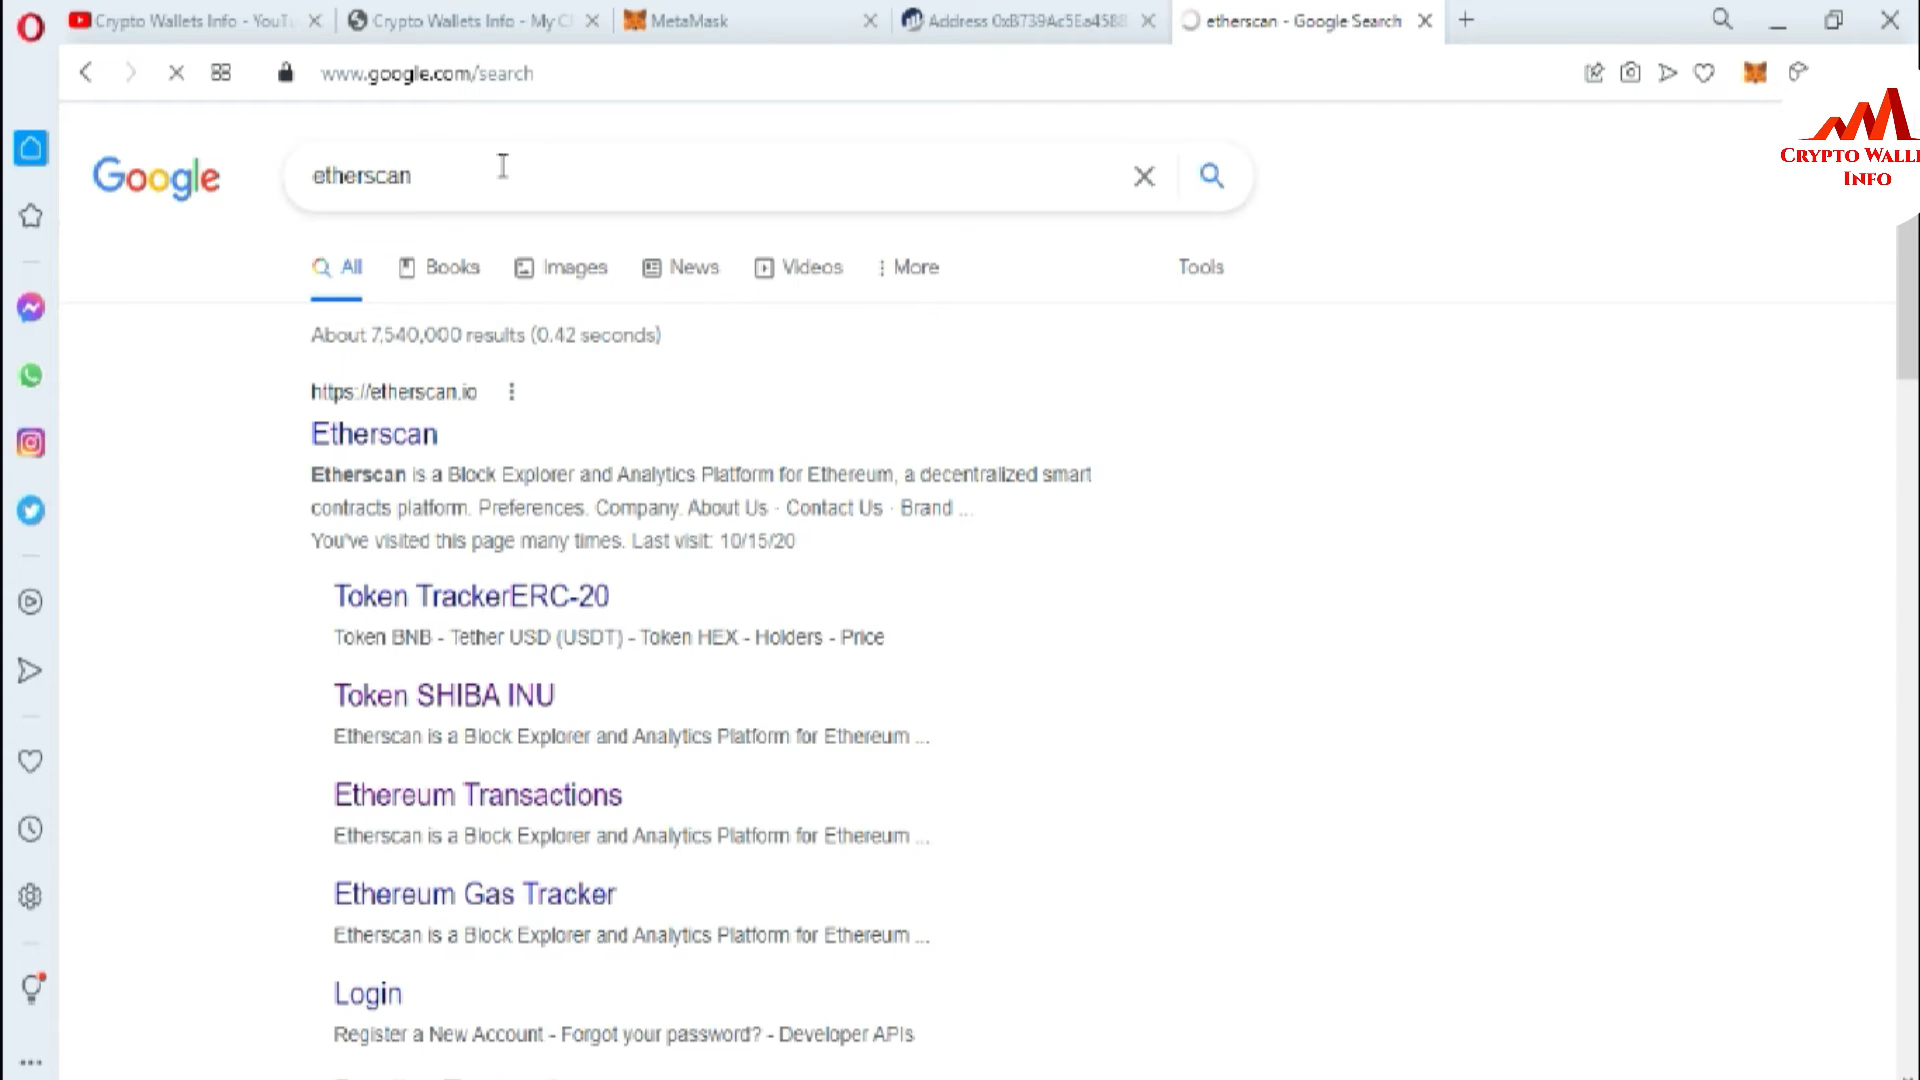 Crypto Wallets Info - YouTu
Crypto Wallets Info - My C
MetaMask
Address 0xB739Ac5Ea4588
etherscan - Google Search
www.google.com/search
CRYPTO WALLE
INFO
Google
etherscan
All
Books
Images
News
Videos
More
Tools
About 7,540,000 results (0.42 seconds)
https://etherscan.io
Etherscan
Etherscan is a Block Explorer and Analytics Platform for Ethereum, a decentralized smart
contracts platform. Preferences. Company. About Us · Contact Us · Brand ...
You've visited this page many times. Last visit: 10/15/20
Token TrackerERC-20
Token BNB - Tether USD (USDT) - Token HEX - Holders - Price
Token SHIBA INU
Etherscan is a Block Explorer and Analytics Platform for Ethereum ...
Ethereum Transactions
Etherscan is a Block Explorer and Analytics Platform for Ethereum ...
Ethereum Gas Tracker
Etherscan is a Block Explorer and Analytics Platform for Ethereum ...
Login
Register a New Account - Forgot your password? - Developer APIs